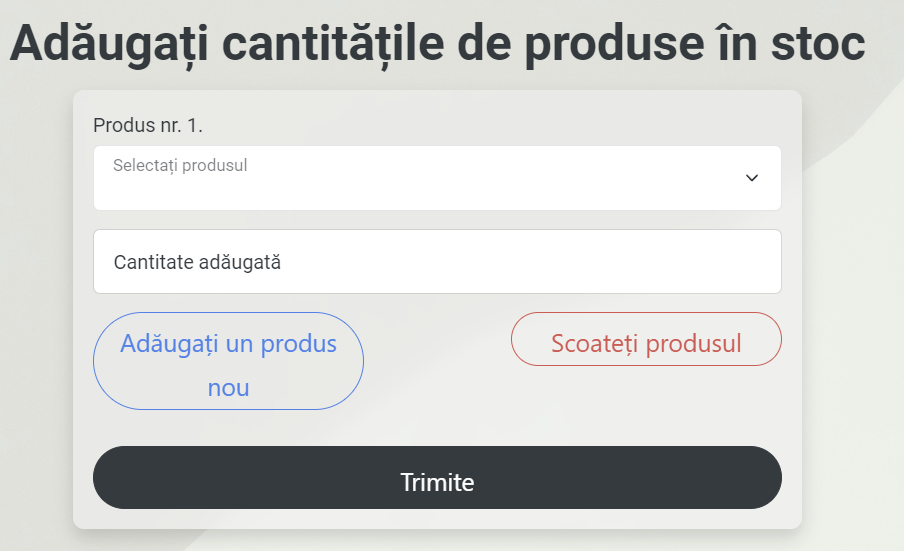 Adăugați cantitățile de produse în stoc
Produs nr. 1.
Selectați produsul
Cantitate adăugată
Adăugați un produs
nou
Scoateți produsul
Trimite